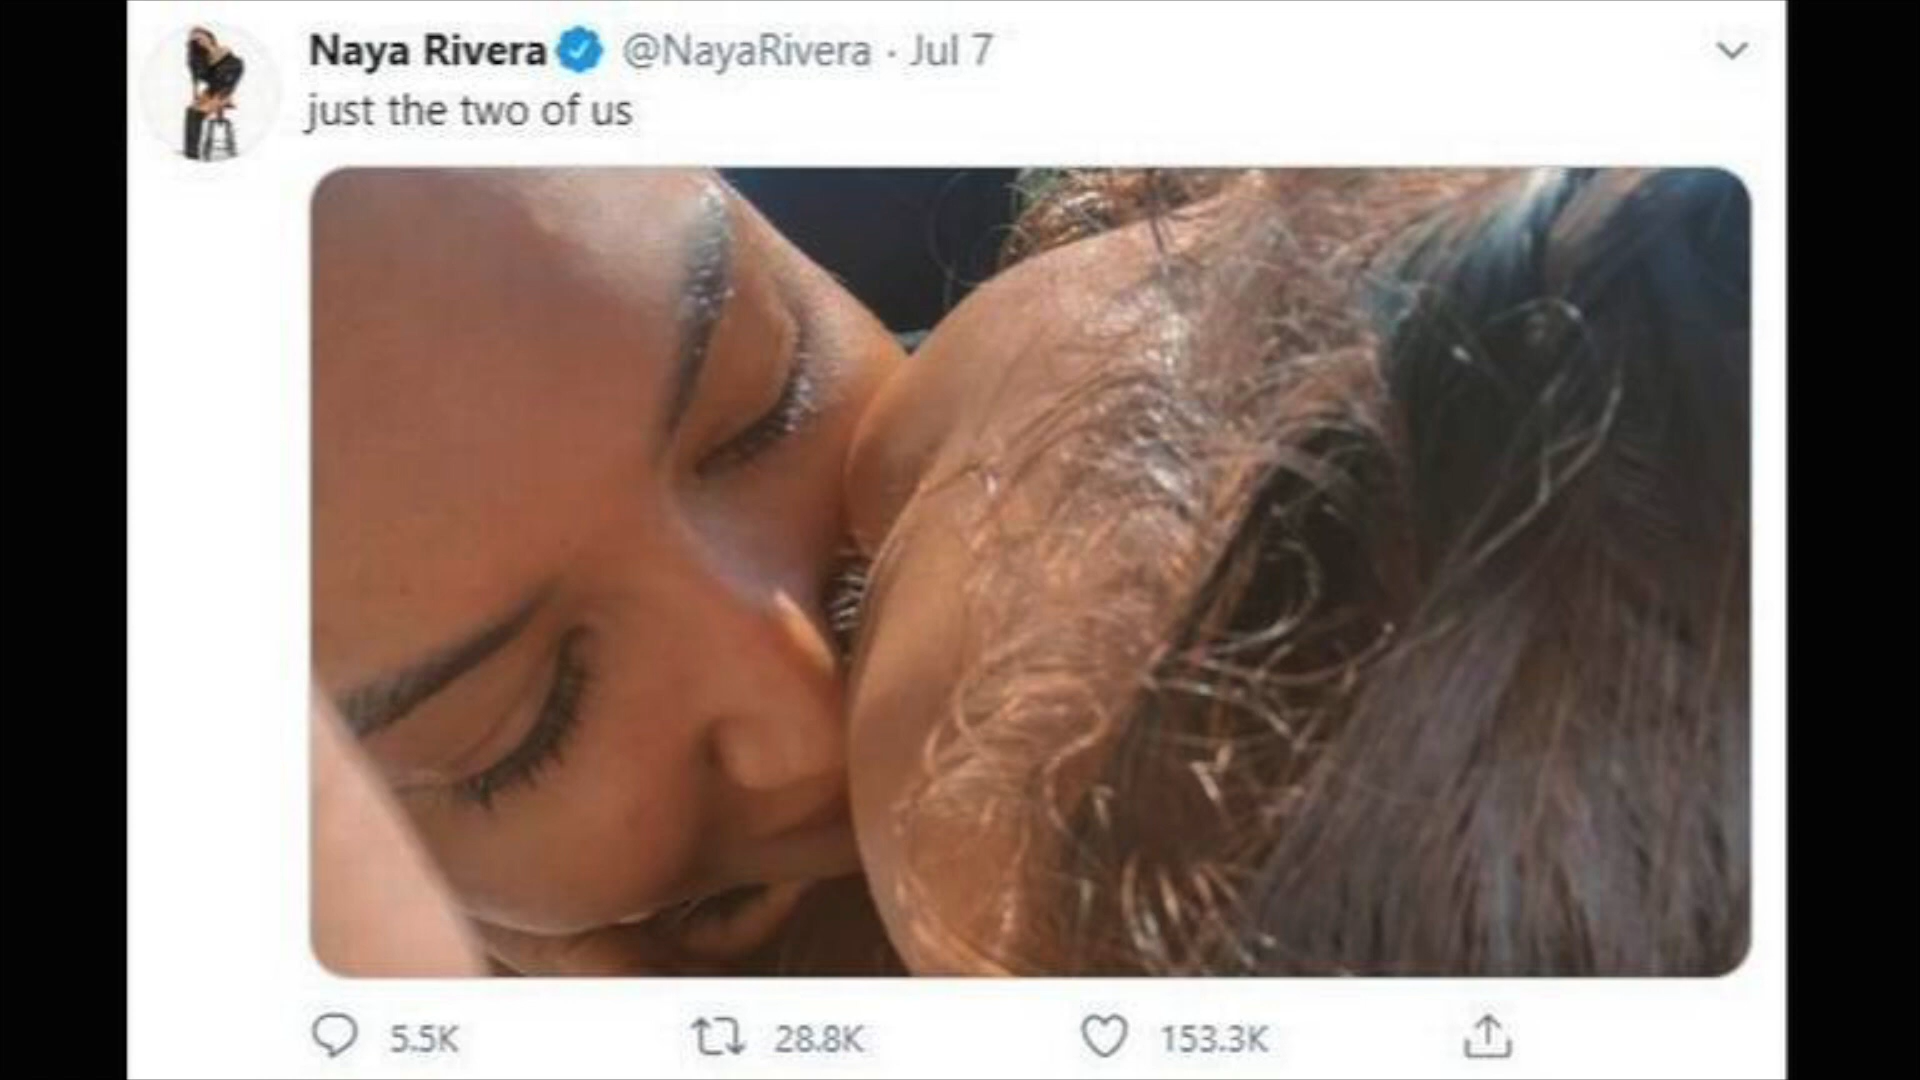 Naya Rivera @NayaRivera · Jul 7
just the two of us
5.5K 28.8K 153.3K